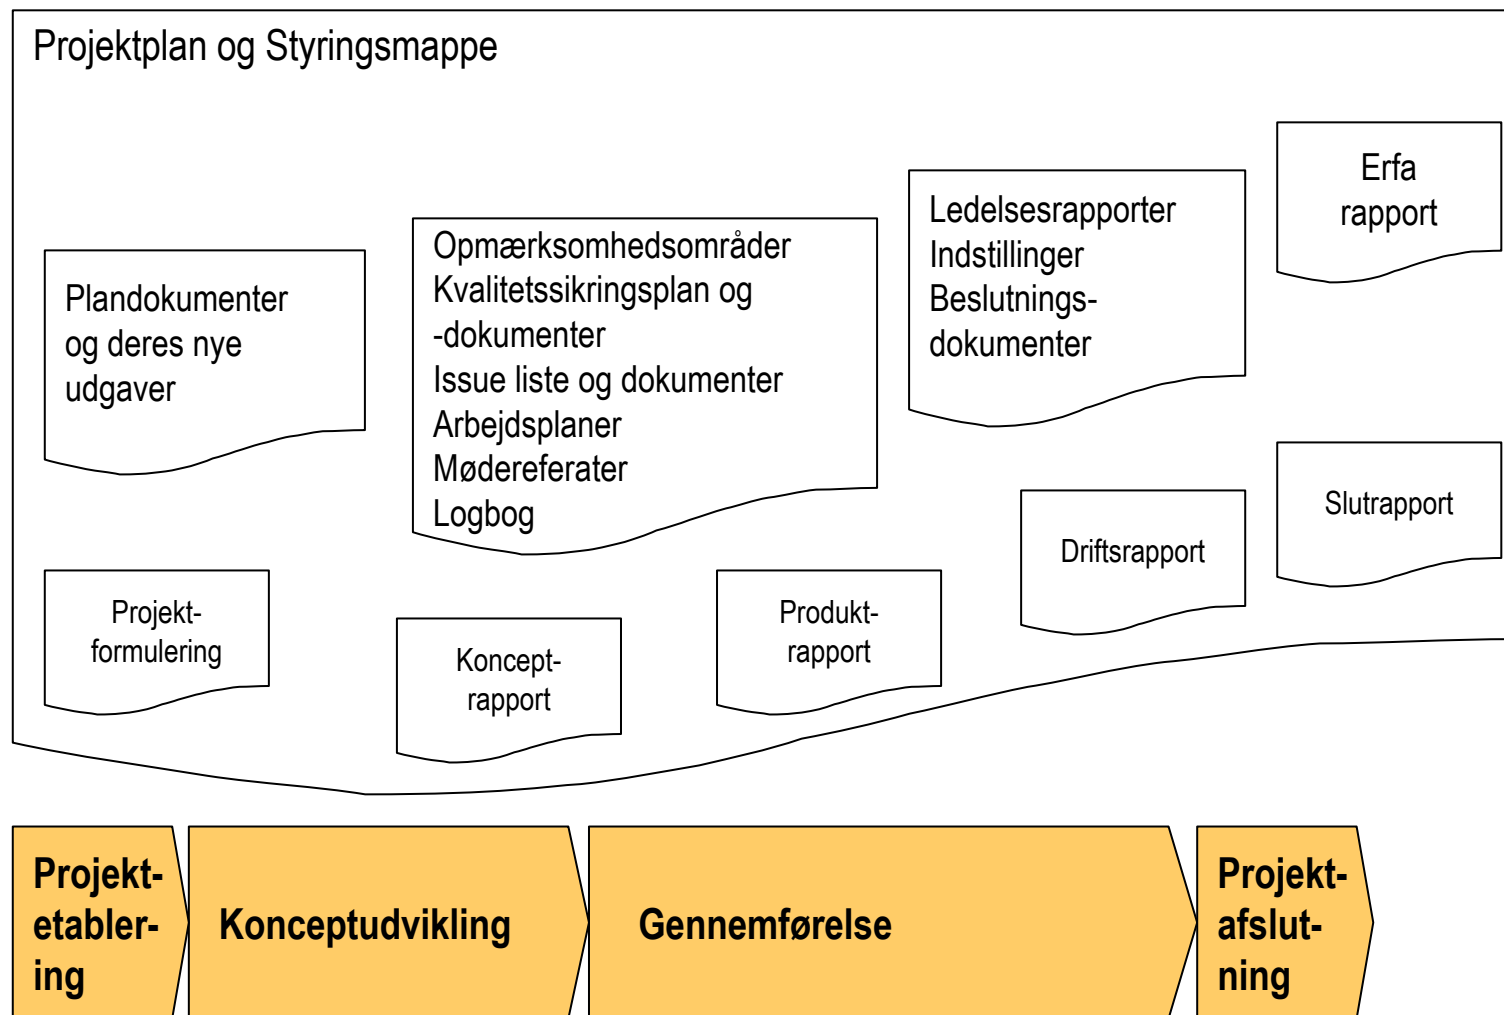 Projektplan og Styringsmappe
Erfa
rapport
Ledelsesrapporter
Indstillinger
Beslutnings-
dokumenter
Opmærksomhedsområder
Kvalitetssikringsplan og
-dokumenter
Issue liste og dokumenter
Arbejdsplaner
Mødereferater
Logbog
Plandokumenter
og deres nye
udgaver
Slutrapport
Driftsrapport
Projekt-
formulering
Koncept-
rapport
Produkt-
rapport
Projekt-
etabler-
ing
Konceptudvikling
Gennemførelse
Projekt-
afslut-
ning